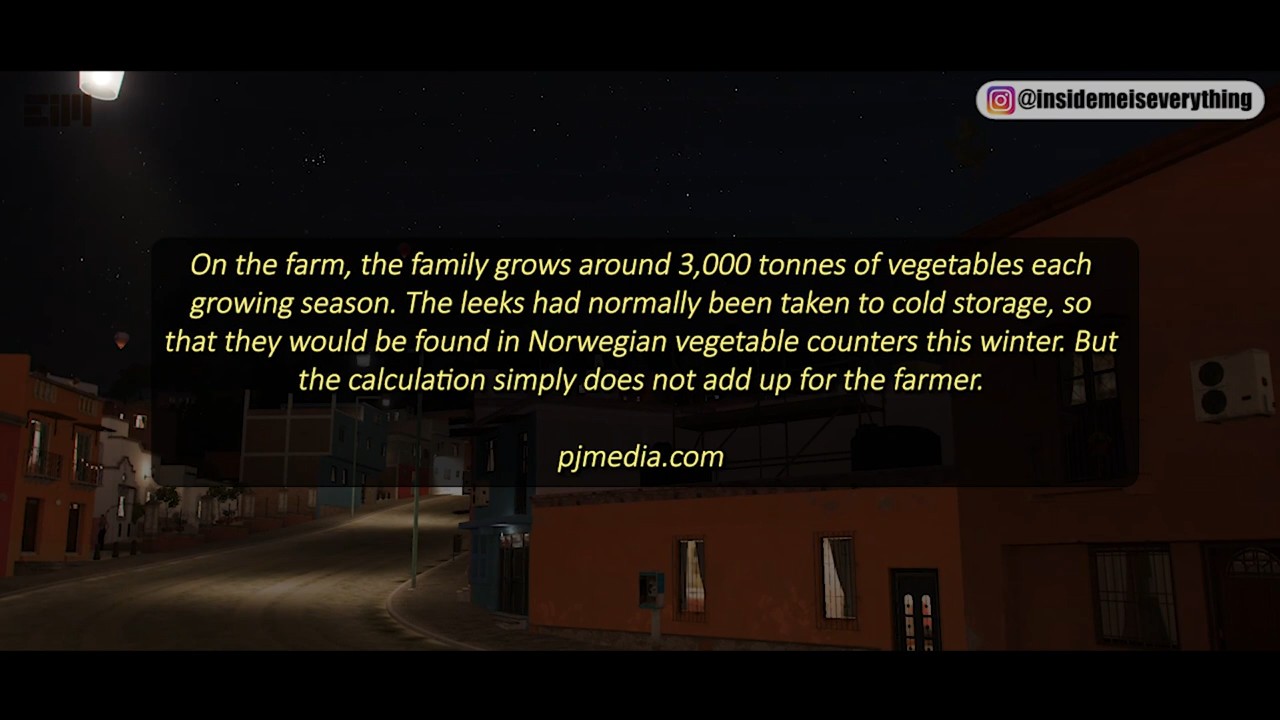 @insidemeiseverything
On the farm, the family grows around 3,000 tonnes of vegetables each
growing season. The leeks had normally been taken to cold storage, so
that they would be found in Norwegian vegetable counters this winter. But
the calculation simply does not add up for the farmer.
pjmedia.com